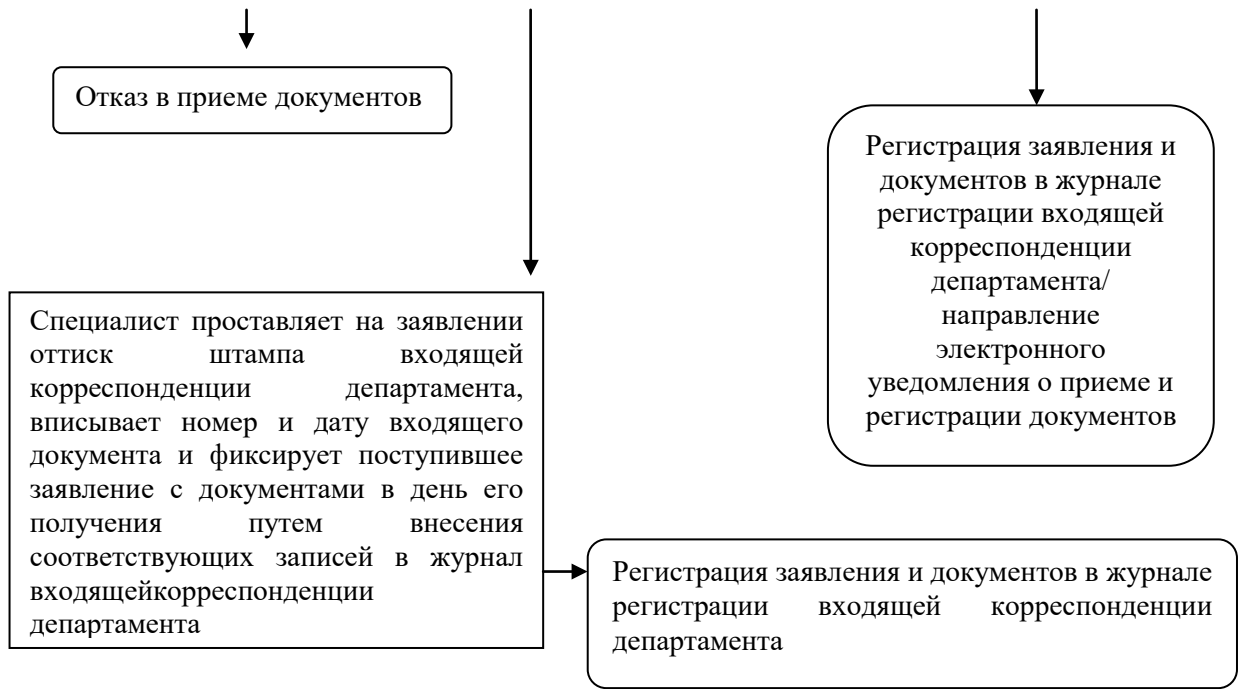 Отказ в приеме документов
Регистрация заявления и
документов в журнале
регистрации входящей
корреспонденции
департамента/
направление
электронного
уведомления о приеме и
регистрации документов
Специалист проставляет на заявлении
оттиск штампа входящей
корреспонденции департамента,
вписывает номер и дату входящего
документа и фиксирует поступившее
заявление с документами в день его
получения путем внесения
соответствующих записей в журнал
входящейкорреспонденции
департамента
Регистрация заявления и документов в журнале
регистрации входящей корреспонденции
департамента